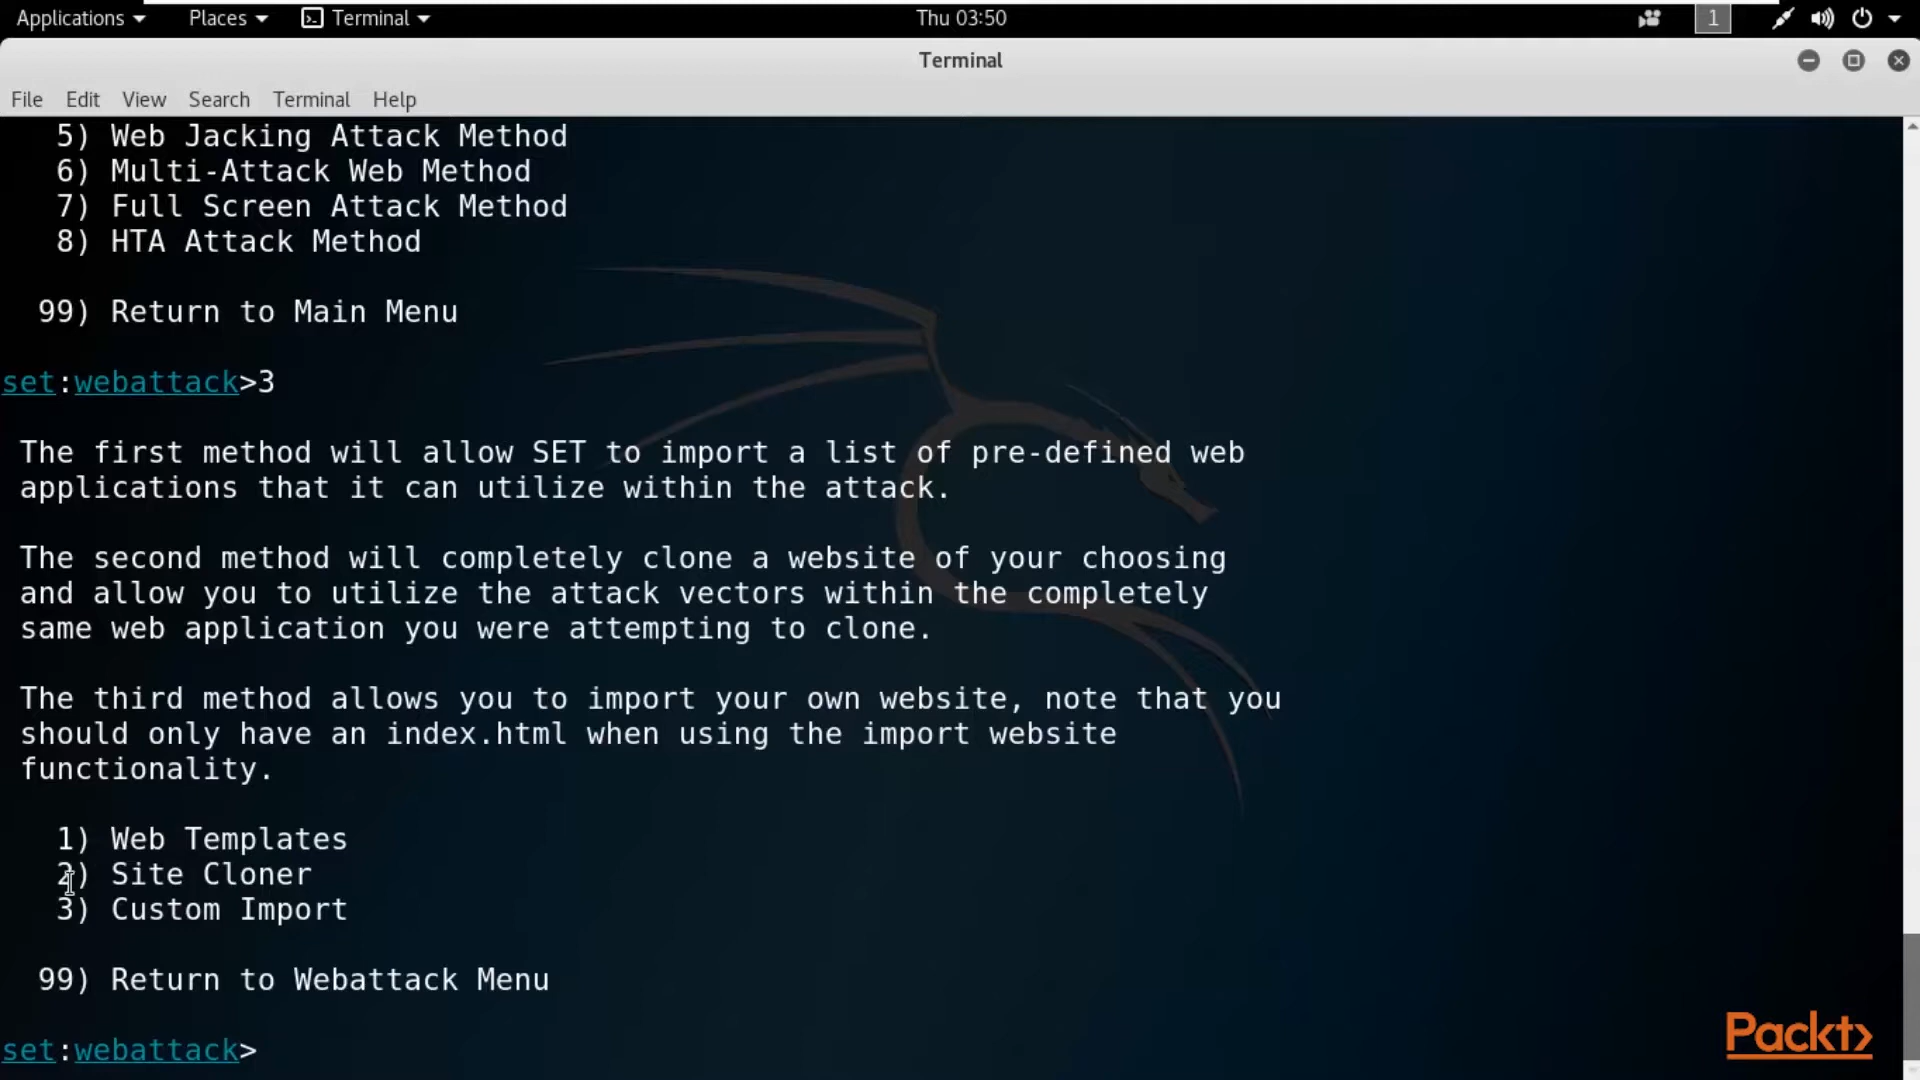 Applications Places Terminal Thu 03:50 1
Terminal
File Edit View Search Terminal Help
5) Web Jacking Attack Method
6) Multi-Attack Web Method
7) Full Screen Attack Method
8) HTA Attack Method
99) Return to Main Menu
set:webattack>3
The first method will allow SET to import a list of pre-defined web
applications that it can utilize within the attack.
The second method will completely clone a website of your choosing
and allow you to utilize the attack vectors within the completely
same web application you were attempting to clone.
The third method allows you to import your own website, note that you
should only have an index.html when using the import website
functionality.
1) Web Templates
2) Site Cloner
3) Custom Import
99) Return to Webattack Menu
set:webattack>
Packt>